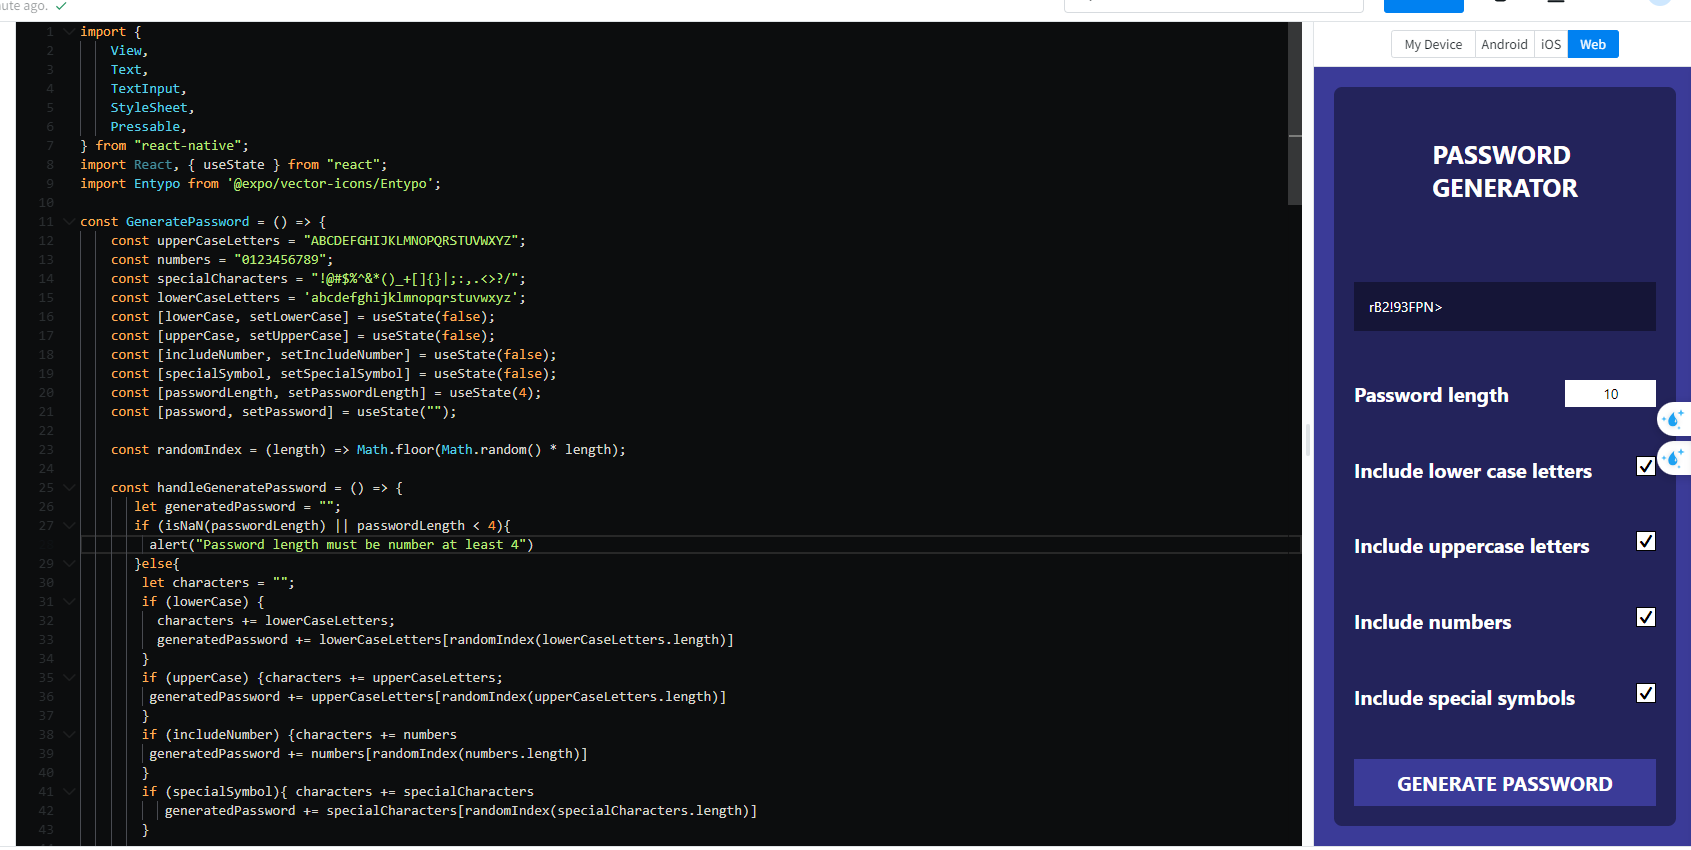 ute ago.
1 import {
2 View,
3 Text,
4 TextInput,
5 StyleSheet,
6 Pressable,
7 } from "react-native";
8 import React, { useState } from "react";
9 import Entypo from '@expo/vector-icons/Entypo';
10
11 const GeneratePassword = () => {
12 const upperCaseLetters = "ABCDEFGHIJKLMNOPQRSTUVWXYZ";
13 const numbers = "0123456789";
14 const specialCharacters = "!@#$%^&*()_+[]{}|;:,.<>?/";
15 const lowerCaseLetters = 'abcdefghijklmnopqrstuvwxyz';
16 const [lowerCase, setLowerCase] = useState(false);
17 const [upperCase, setUpperCase] = useState(false);
18 const [includeNumber, setIncludeNumber] = useState(false);
19 const [specialSymbol, setSpecialSymbol] = useState(false);
20 const [passwordLength, setPasswordLength] = useState(4);
21 const [password, setPassword] = useState("");
22
23 const randomIndex = (length) => Math.floor(Math.random() * length);
24
25 const handleGeneratePassword = () => {
26 let generatedPassword = "";
27 if (isNaN(passwordLength) || passwordLength < 4){
alert("Password length must be number at least 4")
29 }else{
30 let characters = "";
31 if (lowerCase) {
32 characters += lowerCaseLetters;
33 generatedPassword += lowerCaseLetters[randomIndex(lowerCaseLetters.length)]
34 }
35 if (upperCase) {characters += upperCaseLetters;
36 generatedPassword += upperCaseLetters[randomIndex(upperCaseLetters.length)]
37 }
38 if (includeNumber) {characters += numbers
39 generatedPassword += numbers[randomIndex(numbers.length)]
40 }
41 if (specialSymbol){ characters += specialCharacters
42 generatedPassword += specialCharacters[randomIndex(specialCharacters.length)]
43 }
My Device Android iOS Web
PASSWORD
GENERATOR
rB2!93FPN>
Password length 10
Include lower case letters
Include uppercase letters
Include numbers
Include special symbols
GENERATE PASSWORD